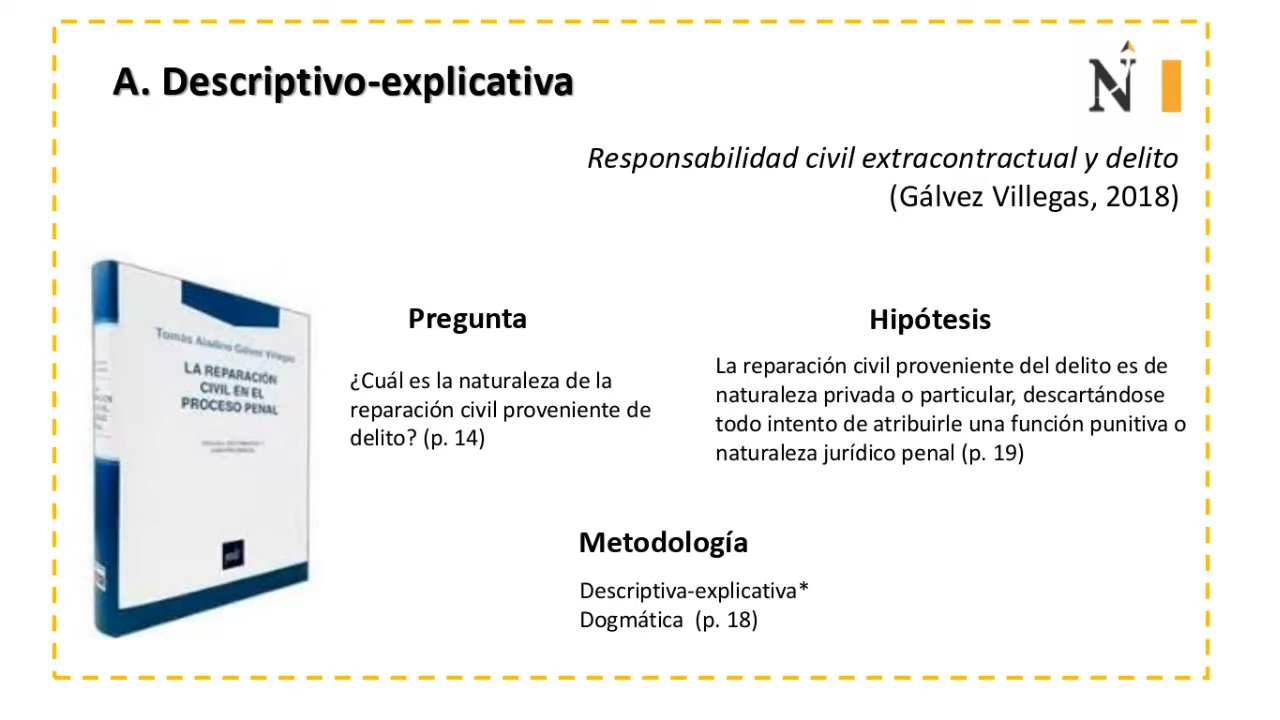 A. Descriptivo-explicativa
N
Responsabilidad civil extracontractual y delito
(Gálvez Villegas, 2018)
Tomás Aladino Gálvez Villegas
LA REPARACIÓN
CIVIL EN EL
PROCESO PENAL
Pregunta
¿Cuál es la naturaleza de la
reparación civil proveniente de
delito? (p. 14)
Hipótesis
La reparación civil proveniente del delito es de
naturaleza privada o particular, descartándose
todo intento de atribuirle una función punitiva o
naturaleza jurídico penal (p. 19)
Metodología
Descriptiva-explicativa*
Dogmática (p. 18)